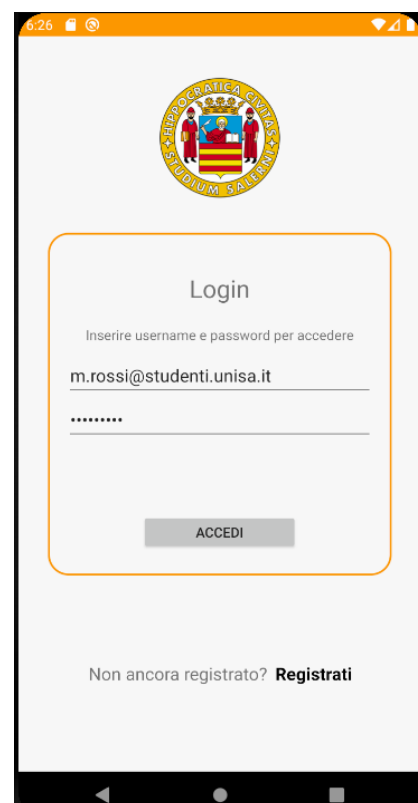 6:26
HIPPOCRATICA CIVITAS
STUDIUM SALERNI
Login
Inserire username e password per accedere
m.rossi@studenti.unisa.it
•••••••••
ACCEDI
Non ancora registrato? Registrati